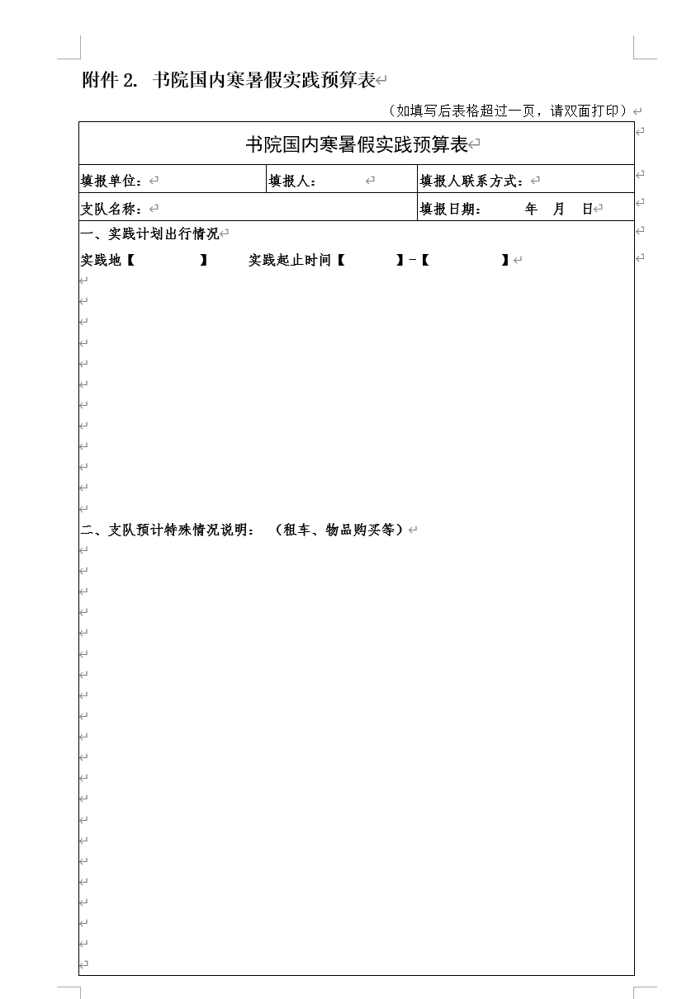 附件 2. 书院国内寒暑假实践预算表
（如填写后表格超过一页，请双面打印）
书院国内寒暑假实践预算表
填报单位： 填报人： 填报人联系方式：
支队名称： 填报日期： 年 月 日
一、实践计划出行情况
实践地【 】 实践起止时间【 】-【 】
二、支队预计特殊情况说明：（租车、物品购买等）